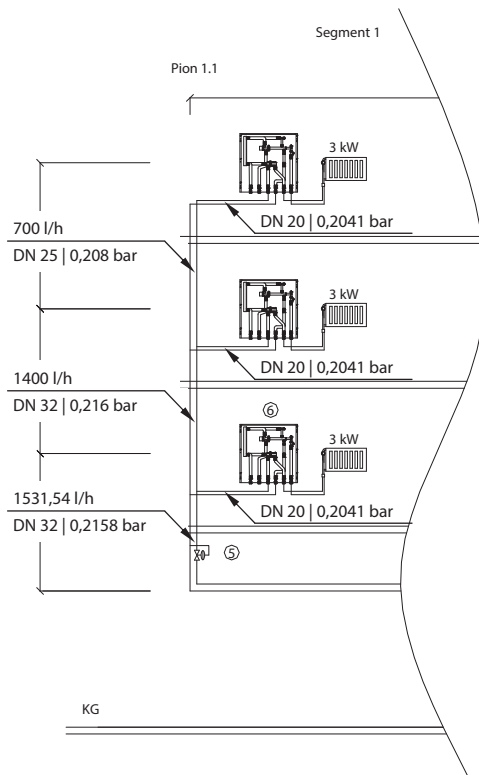 Segment 1
Pion 1.1
3 kW
DN 20 | 0,2041 bar
700 l/h
DN 25 | 0,208 bar
3 kW
DN 20 | 0,2041 bar
1400 l/h
DN 32 | 0,216 bar
6
3 kW
1531,54 l/h
DN 20 | 0,2041 bar
DN 32 | 0,2158 bar
5
KG